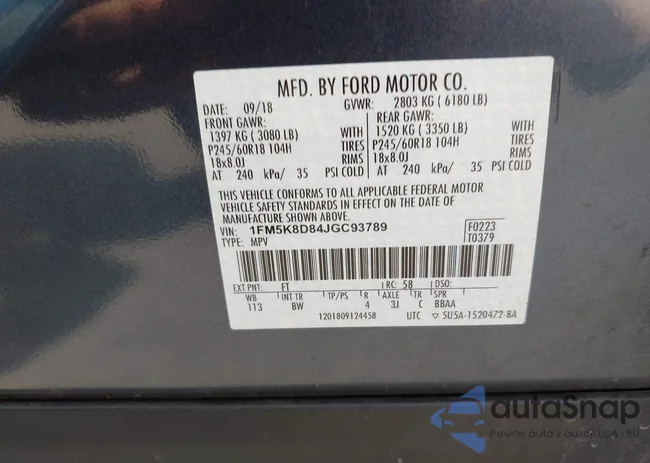 MFD. BY FORD MOTOR CO.
DATE: 09/18 GVWR: 2803 KG ( 6180 LB)
FRONT GAWR: REAR GAWR:
1397 KG ( 3080 LB) WITH 1520 KG ( 3350 LB) WITH
P245/60R18 104H TIRES P245/60R18 104H TIRES
18x8.0J RIMS 18x8.0J RIMS
AT 240 kPa/ 35 PSI COLD AT 240 kPa/ 35 PSI COLD
THIS VEHICLE CONFORMS TO ALL APPLICABLE FEDERAL MOTOR
VEHICLE SAFETY STANDARDS IN EFFECT ON THE DATE OF
MANUFACTURE SHOWN ABOVE.
VIN: 1FM5K8D84JGC93789 F0223
TYPE: MPV T0379
EXT PNT: FT RC: 58 DSO:
WB INT TR TP/PS R AXLE TR SPR
113 BW 4 3J C 8BAA
1201809124458 UTC ▽ 5U5A-1520472-8A
autoSnap
Pewne auta z aukcji USA - EU